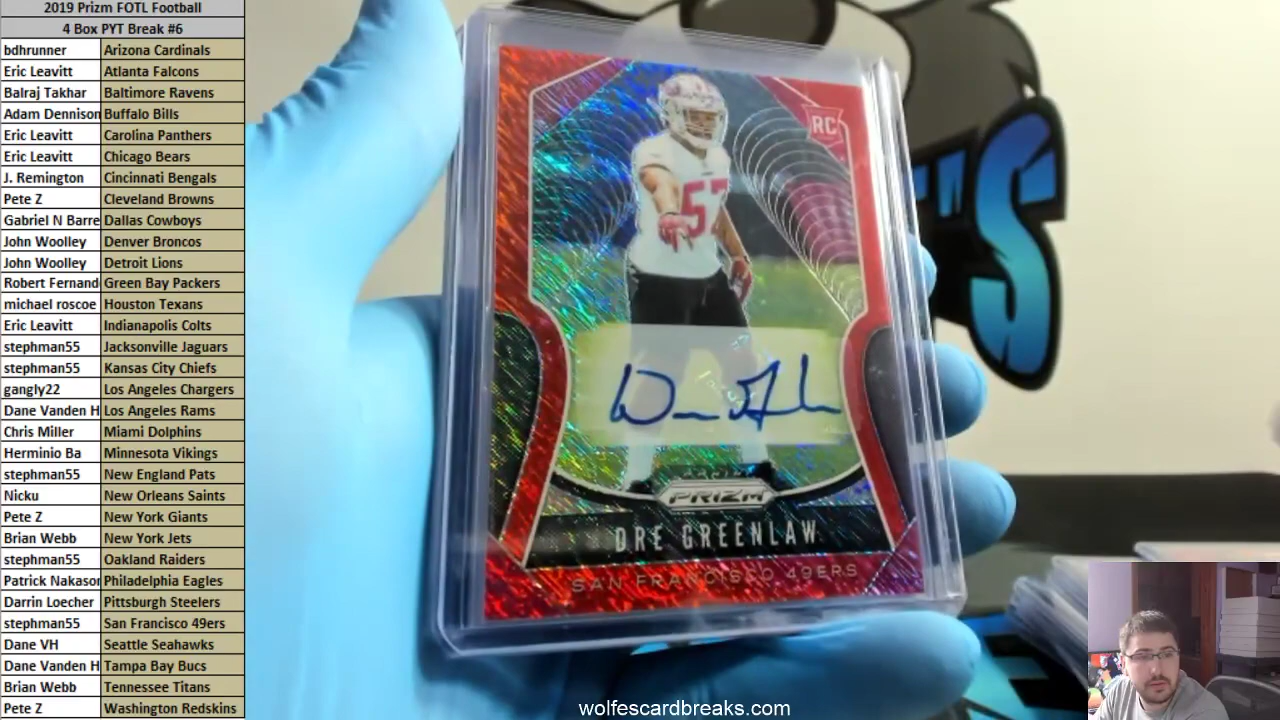 2019 Prizm FOTL Football
4 Box PYT Break #6
bdhrunner Arizona Cardinals
Eric Leavitt Atlanta Falcons
Balraj Takhar Baltimore Ravens
Adam Dennison Buffalo Bills
Eric Leavitt Carolina Panthers
Eric Leavitt Chicago Bears
J. Remington Cincinnati Bengals
Pete Z Cleveland Browns
Gabriel N Barre Dallas Cowboys
John Woolley Denver Broncos
John Woolley Detroit Lions
Robert Fernand Green Bay Packers
michael roscoe Houston Texans
Eric Leavitt Indianapolis Colts
stephman55 Jacksonville Jaguars
stephman55 Kansas City Chiefs
gangly22 Los Angeles Chargers
Dane Vanden H Los Angeles Rams
Chris Miller Miami Dolphins
Herminio Ba Minnesota Vikings
stephman55 New England Pats
Nicku New Orleans Saints
Pete Z New York Giants
Brian Webb New York Jets
stephman55 Oakland Raiders
Patrick Nakason Philadelphia Eagles
Darrin Loecher Pittsburgh Steelers
stephman55 San Francisco 49ers
Dane VH Seattle Seahawks
Dane Vanden H Tampa Bay Bucs
Brian Webb Tennessee Titans
Pete Z Washington Redskins
RC
57
PRIZM
DRE GREENLAW
SAN FRANCISCO 49ERS
'S
wolfescardbreaks.com